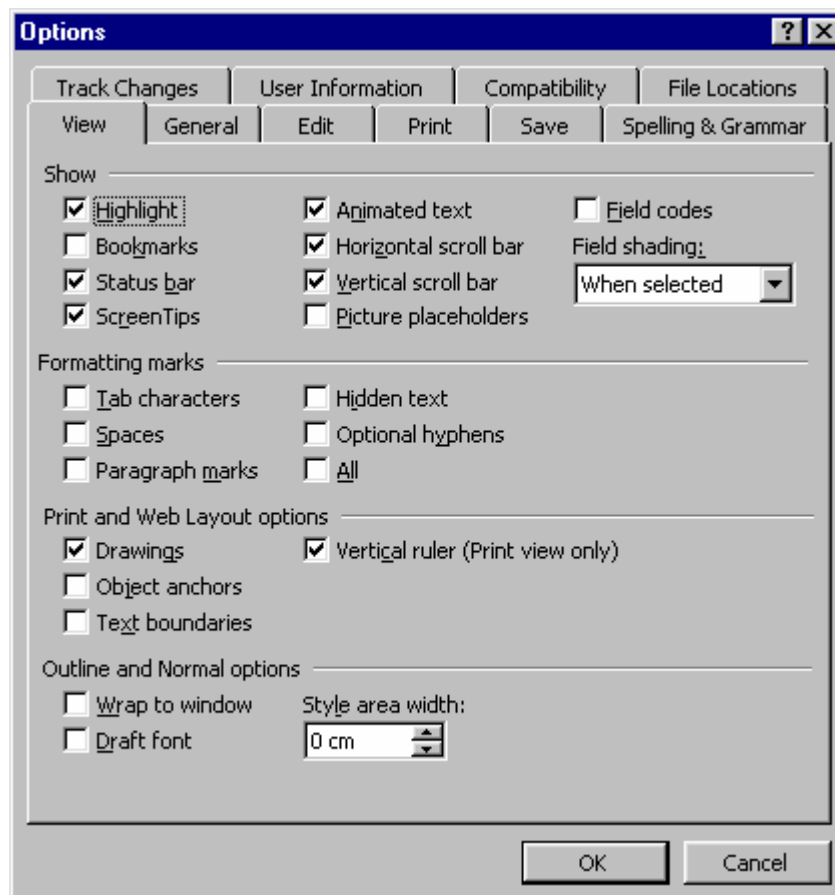 Options
Track Changes User Information Compatibility File Locations
View General Edit Print Save Spelling & Grammar
Show
Highlight Animated text Field codes
Bookmarks Horizontal scroll bar Field shading:
Status bar Vertical scroll bar When selected
ScreenTips Picture placeholders
Formatting marks
Tab characters Hidden text
Spaces Optional hyphens
Paragraph marks All
Print and Web Layout options
Drawings Vertical ruler (Print view only)
Object anchors
Text boundaries
Outline and Normal options
Wrap to window Style area width:
Draft font 0 cm
OK Cancel